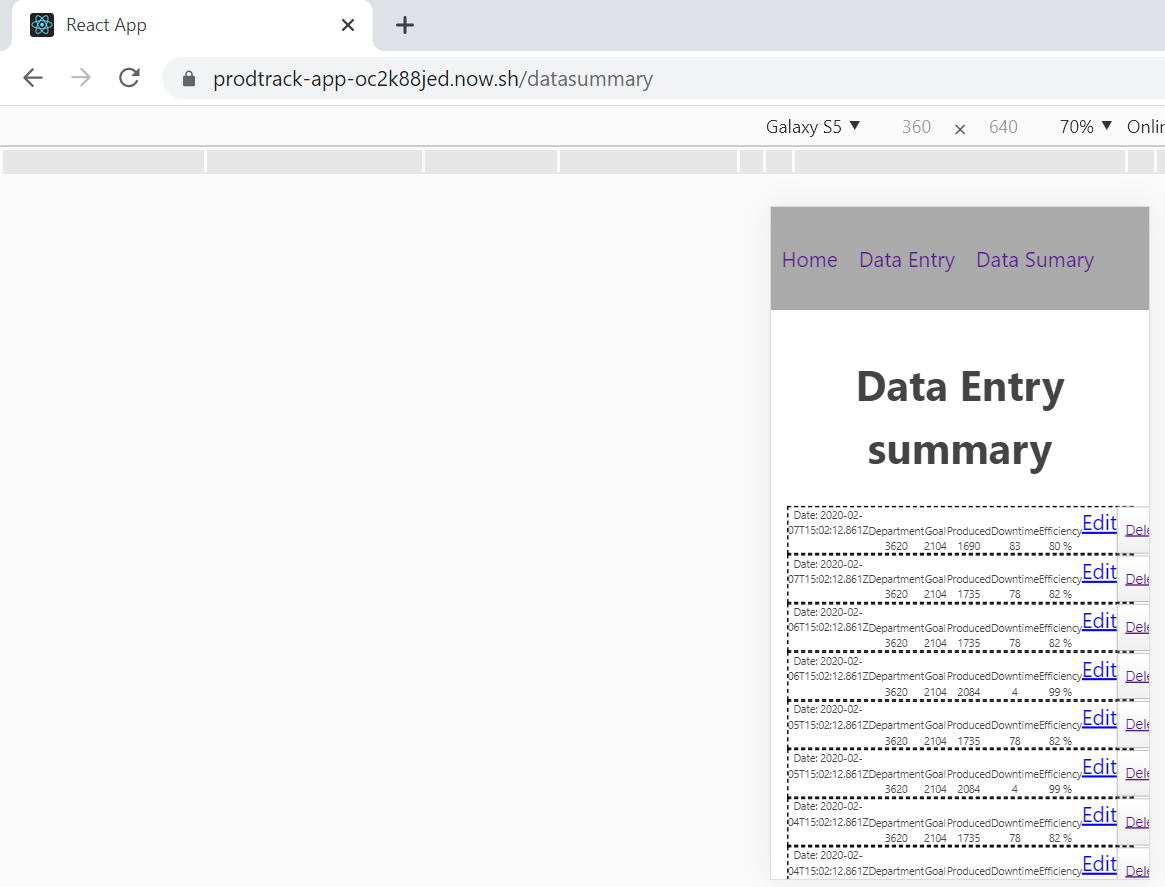 React App
prodtrack-app-oc2k88jed.now.sh/datasummary
Galaxy S5 360 × 640 70% Onlin
Home Data Entry Data Sumary
Data Entry
summary
Date: 2020-02-
07T15:02:12.861Z Department Goal Produced Downtime Efficiency Edit Dele
3620 2104 1690 83 80 %
Date: 2020-02-
07T15:02:12.861Z Department Goal Produced Downtime Efficiency Edit Dele
3620 2104 1735 78 82 %
Date: 2020-02-
06T15:02:12.861Z Department Goal Produced Downtime Efficiency Edit Dele
3620 2104 1735 78 82 %
Date: 2020-02-
06T15:02:12.861Z Department Goal Produced Downtime Efficiency Edit Dele
3620 2104 2084 4 99 %
Date: 2020-02-
05T15:02:12.861Z Department Goal Produced Downtime Efficiency Edit Dele
3620 2104 1735 78 82 %
Date: 2020-02-
05T15:02:12.861Z Department Goal Produced Downtime Efficiency Edit Dele
3620 2104 2084 4 99 %
Date: 2020-02-
04T15:02:12.861Z Department Goal Produced Downtime Efficiency Edit Dele
3620 2104 1735 78 82 %
Date: 2020-02-
04T15:02:12.861Z Department Goal Produced Downtime Efficiency Edit Dele